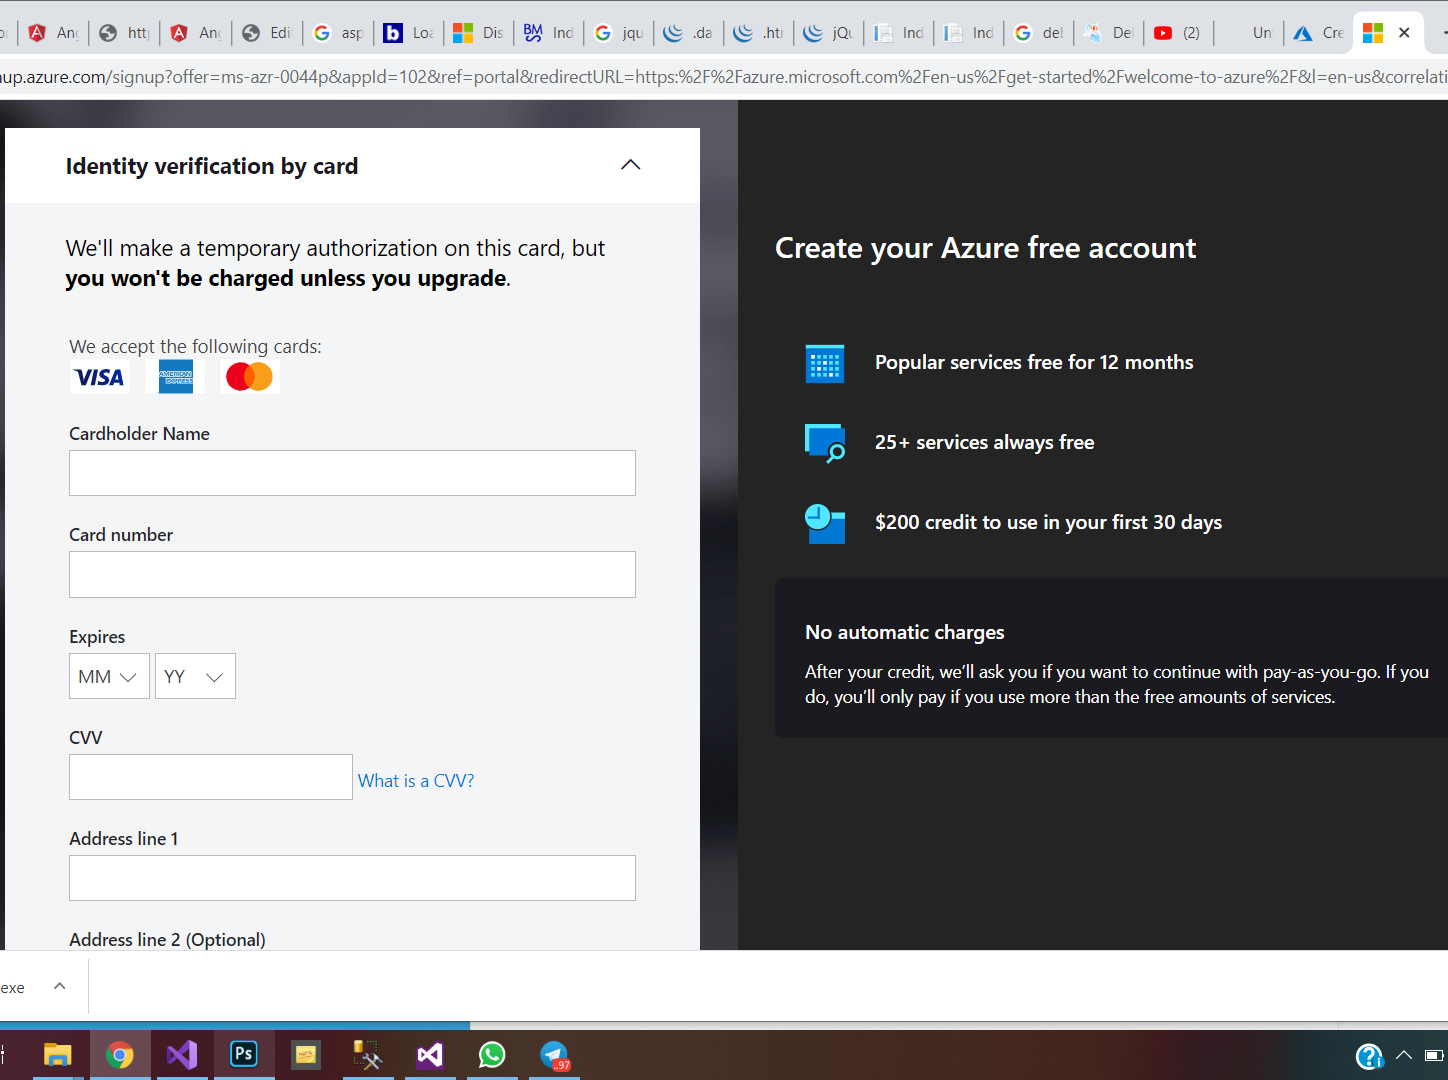 Ang
http
Ang
Edi
asp
Loa
Dis
BM
Ind
jqu
.da
.ht
jQu
Ind
Ind
del
Del
(2)
Un
Cre
up.azure.com/signup?offer=ms-azr-0044p&appId=102&ref=portal&redirectURL=https:%2F%2Fazure.microsoft.com%2Fen-us%2Fget-started%2Fwelcome-to-azure%2F&l=en-us&correlati
Identity verification by card
We'll make a temporary authorization on this card, but
you won't be charged unless you upgrade.
We accept the following cards:
VISA
AMERICAN
EXPRESS
Cardholder Name
Card number
Expires
MM
YY
CVV
What is a CVV?
Address line 1
Address line 2 (Optional)
Create your Azure free account
Popular services free for 12 months
25+ services always free
$200 credit to use in your first 30 days
No automatic charges
After your credit, we’ll ask you if you want to continue with pay-as-you-go. If you
do, you’ll only pay if you use more than the free amounts of services.
exe
Ps
..97